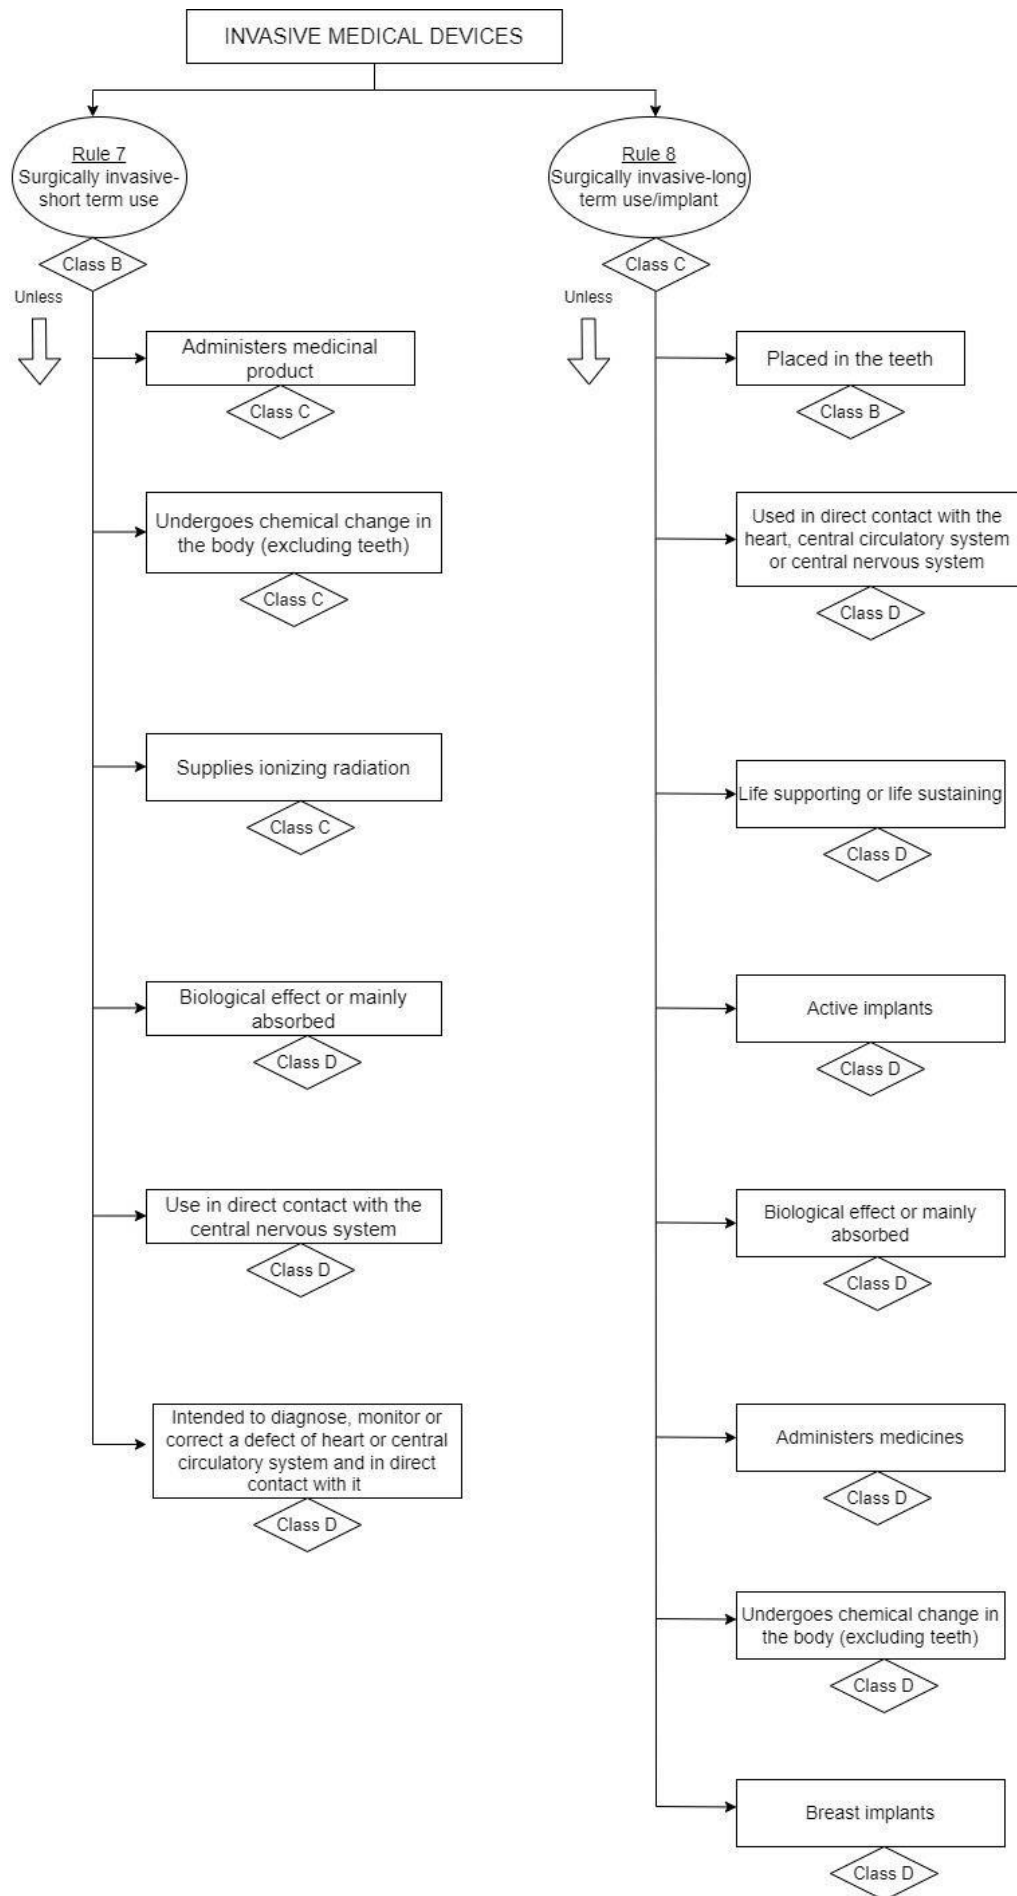 INVASIVE MEDICAL DEVICES
Rule 7
Surgically invasive-
short term use
Class B
Unless
Administers medicinal
product
Class C
Undergoes chemical change in
the body (excluding teeth)
Class C
Supplies ionizing radiation
Class C
Biological effect or mainly
absorbed
Class D
Use in direct contact with the
central nervous system
Class D
Intended to diagnose, monitor or
correct a defect of heart or central
circulatory system and in direct
contact with it
Class D
Rule 8
Surgically invasive-long
term use/implant
Class C
Unless
Placed in the teeth
Class B
Used in direct contact with the
heart, central circulatory system
or central nervous system
Class D
Life supporting or life sustaining
Class D
Active implants
Class D
Biological effect or mainly
absorbed
Class D
Administers medicines
Class D
Undergoes chemical change in
the body (excluding teeth)
Class D
Breast implants
Class D